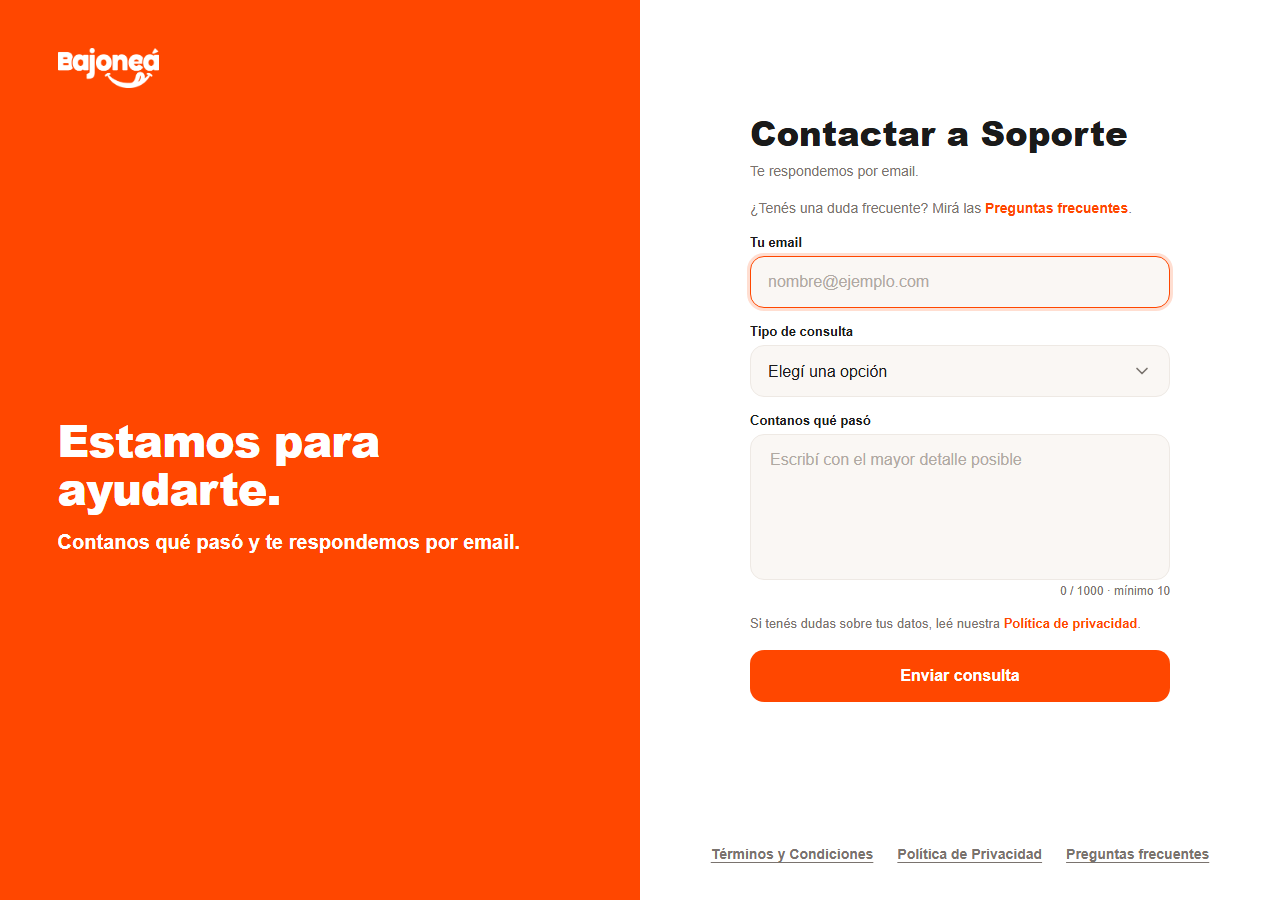 Bajoneá
Estamos para
ayudarte.
Contanos qué pasó y te respondemos por email.
Contactar a Soporte
Te respondemos por email.
¿Tenés una duda frecuente? Mirá las Preguntas frecuentes.
Tu email
nombre@ejemplo.com
Tipo de consulta
Elegí una opción
Contanos qué pasó
Escribí con el mayor detalle posible
0 / 1000 · mínimo 10
Si tenés dudas sobre tus datos, leé nuestra Política de privacidad.
Enviar consulta
Términos y Condiciones Política de Privacidad Preguntas frecuentes